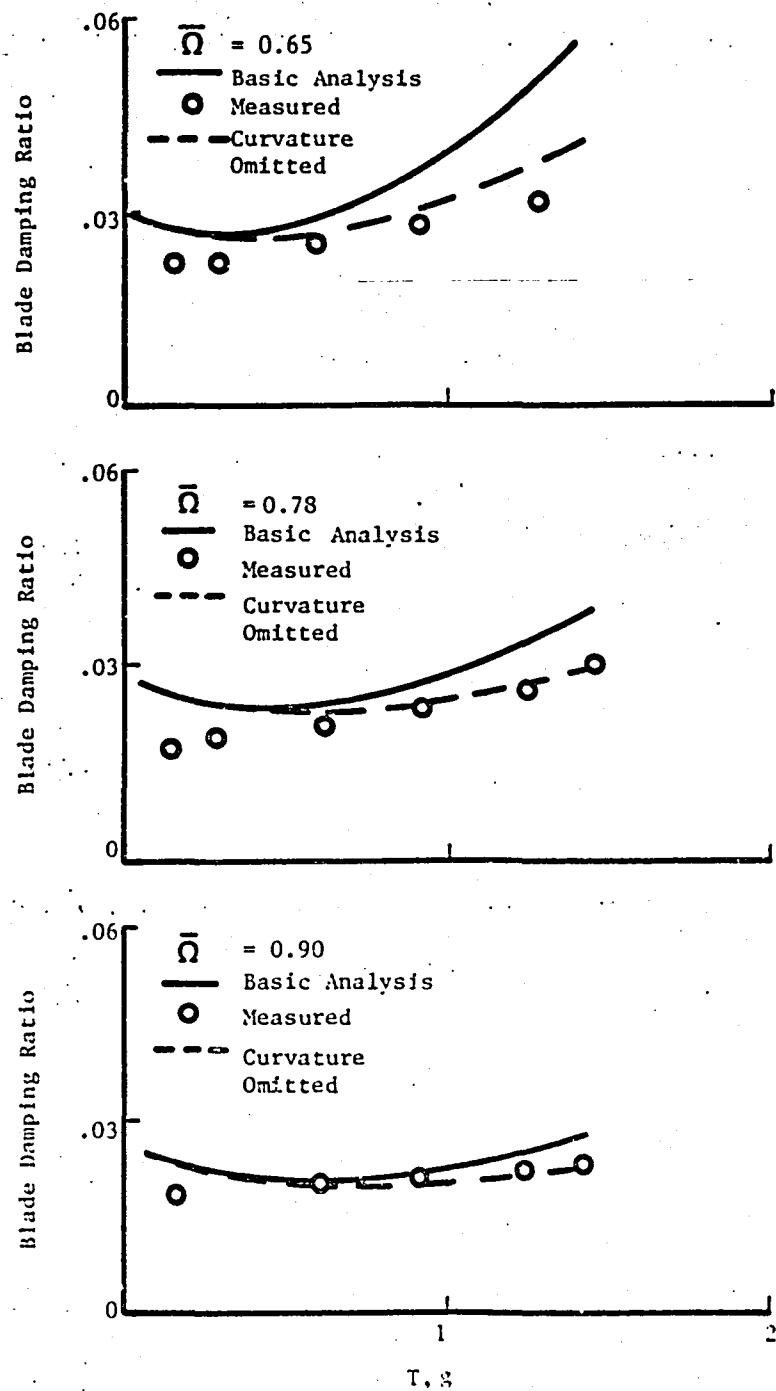 .06
Ω̄ = 0.65
Basic Analysis
Measured
Curvature
Omitted
Blade Damping Ratio
.03
0
.06
Ω̄ = 0.78
Basic Analysis
Measured
Curvature
Omitted
Blade Damping Ratio
.03
0
.06
Ω̄ = 0.90
Basic Analysis
Measured
Curvature
Omitted
Blade Damping Ratio
.03
0
1 2
T, g